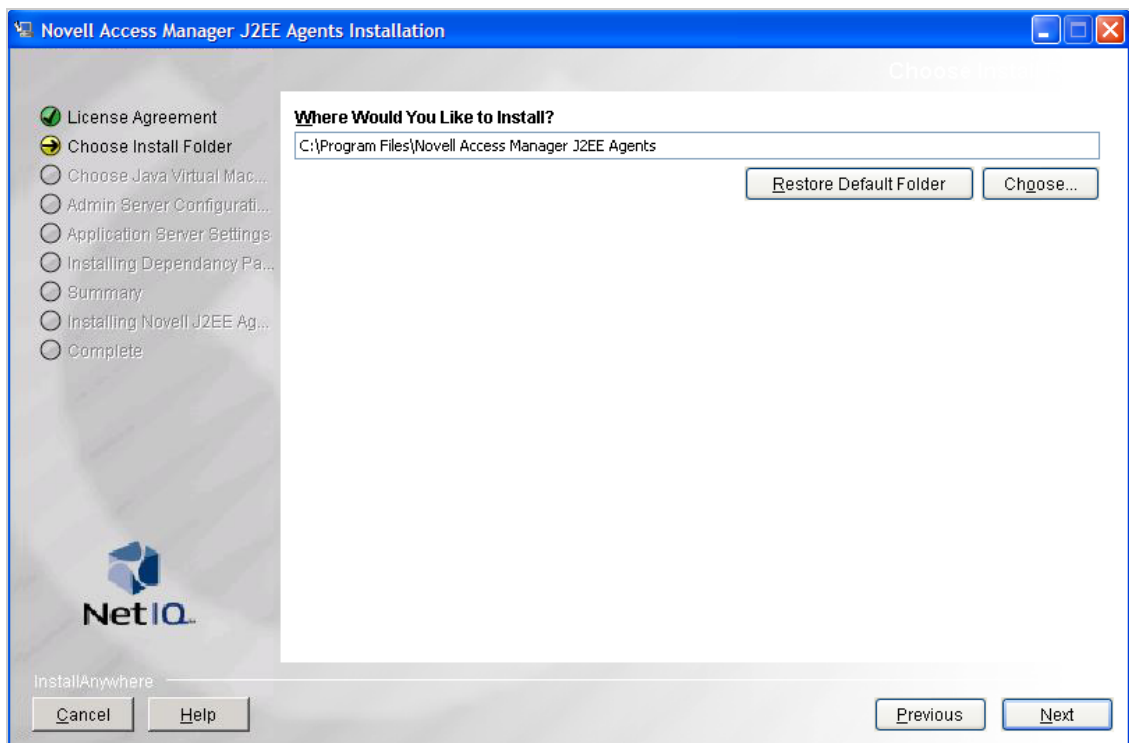 Novell Access Manager J2EE Agents Installation
Choose Install
License Agreement
Choose Install Folder
Choose Java Virtual Mac...
Admin Server Configurati...
Application Server Settings
Installing Dependancy Pa...
Summary
Installing Novell J2EE Ag...
Complete
Where Would You Like to Install?
C:\Program Files\Novell Access Manager J2EE Agents
Restore Default Folder
Choose...
NetIQ
InstallAnywhere
Cancel
Help
Previous
Next